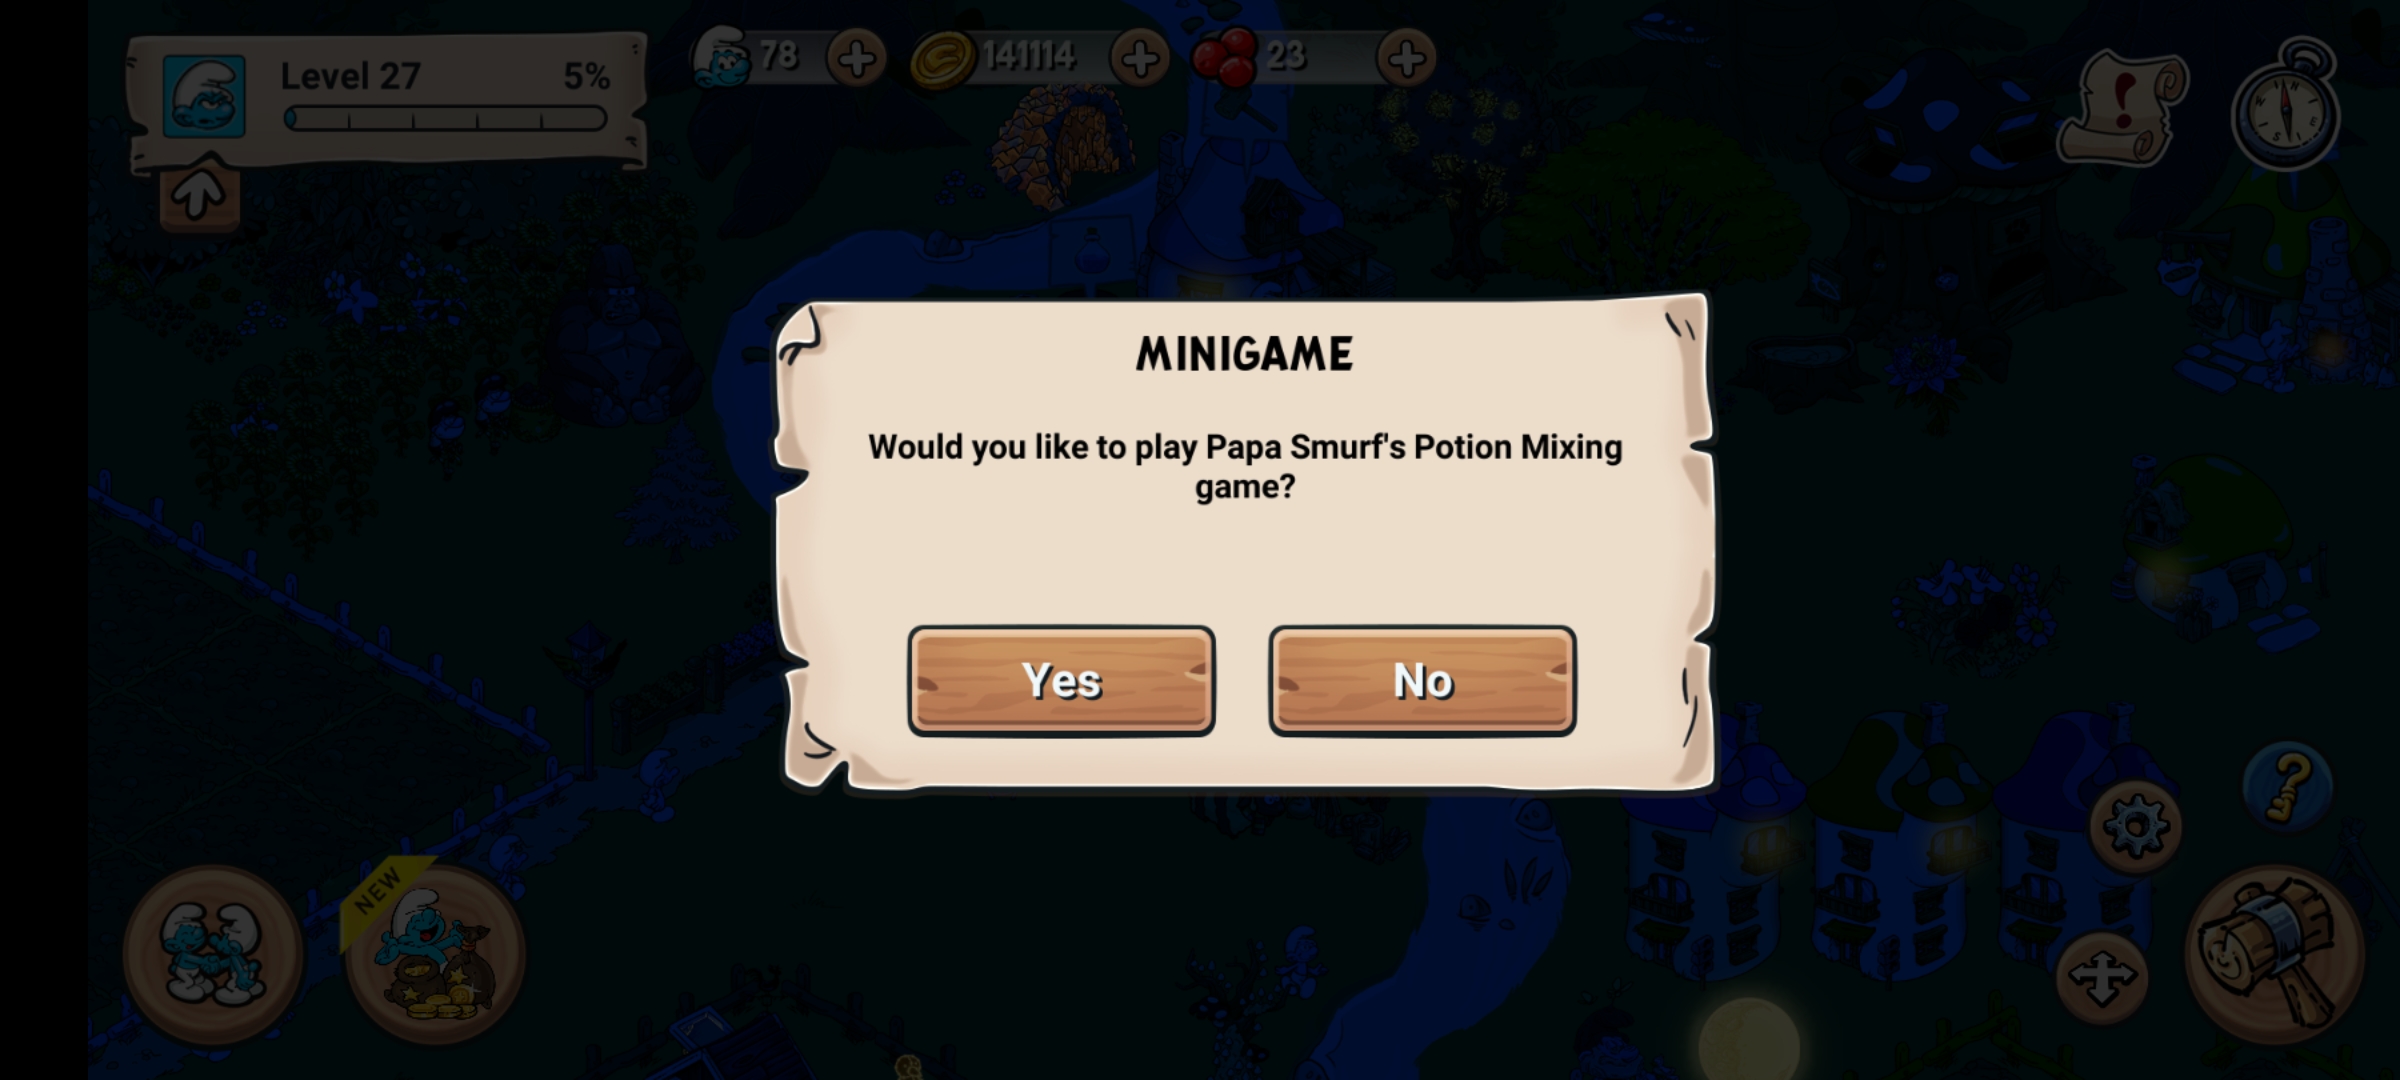 Level 27
5%
78
141114
23
MINIGAME
Would you like to play Papa Smurf's Potion Mixing
game?
Yes
No
NEW